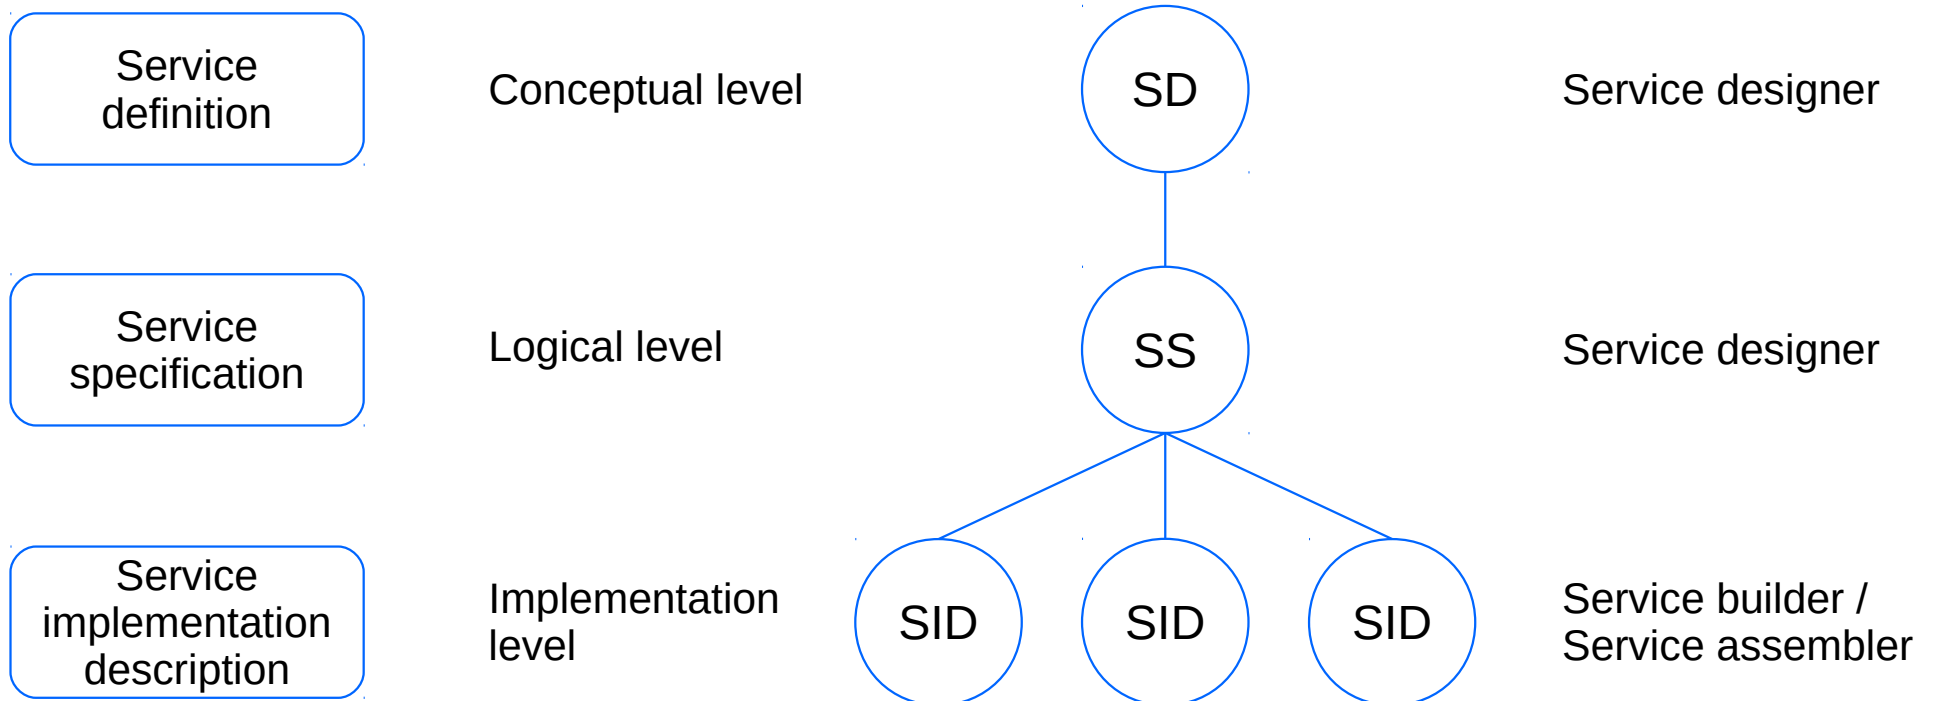 Service
definition
Conceptual level
SD
Service designer
Service
specification
Logical level
SS
Service designer
Service
implementation
description
Implementation
level
SID
SID
SID
Service builder /
Service assembler